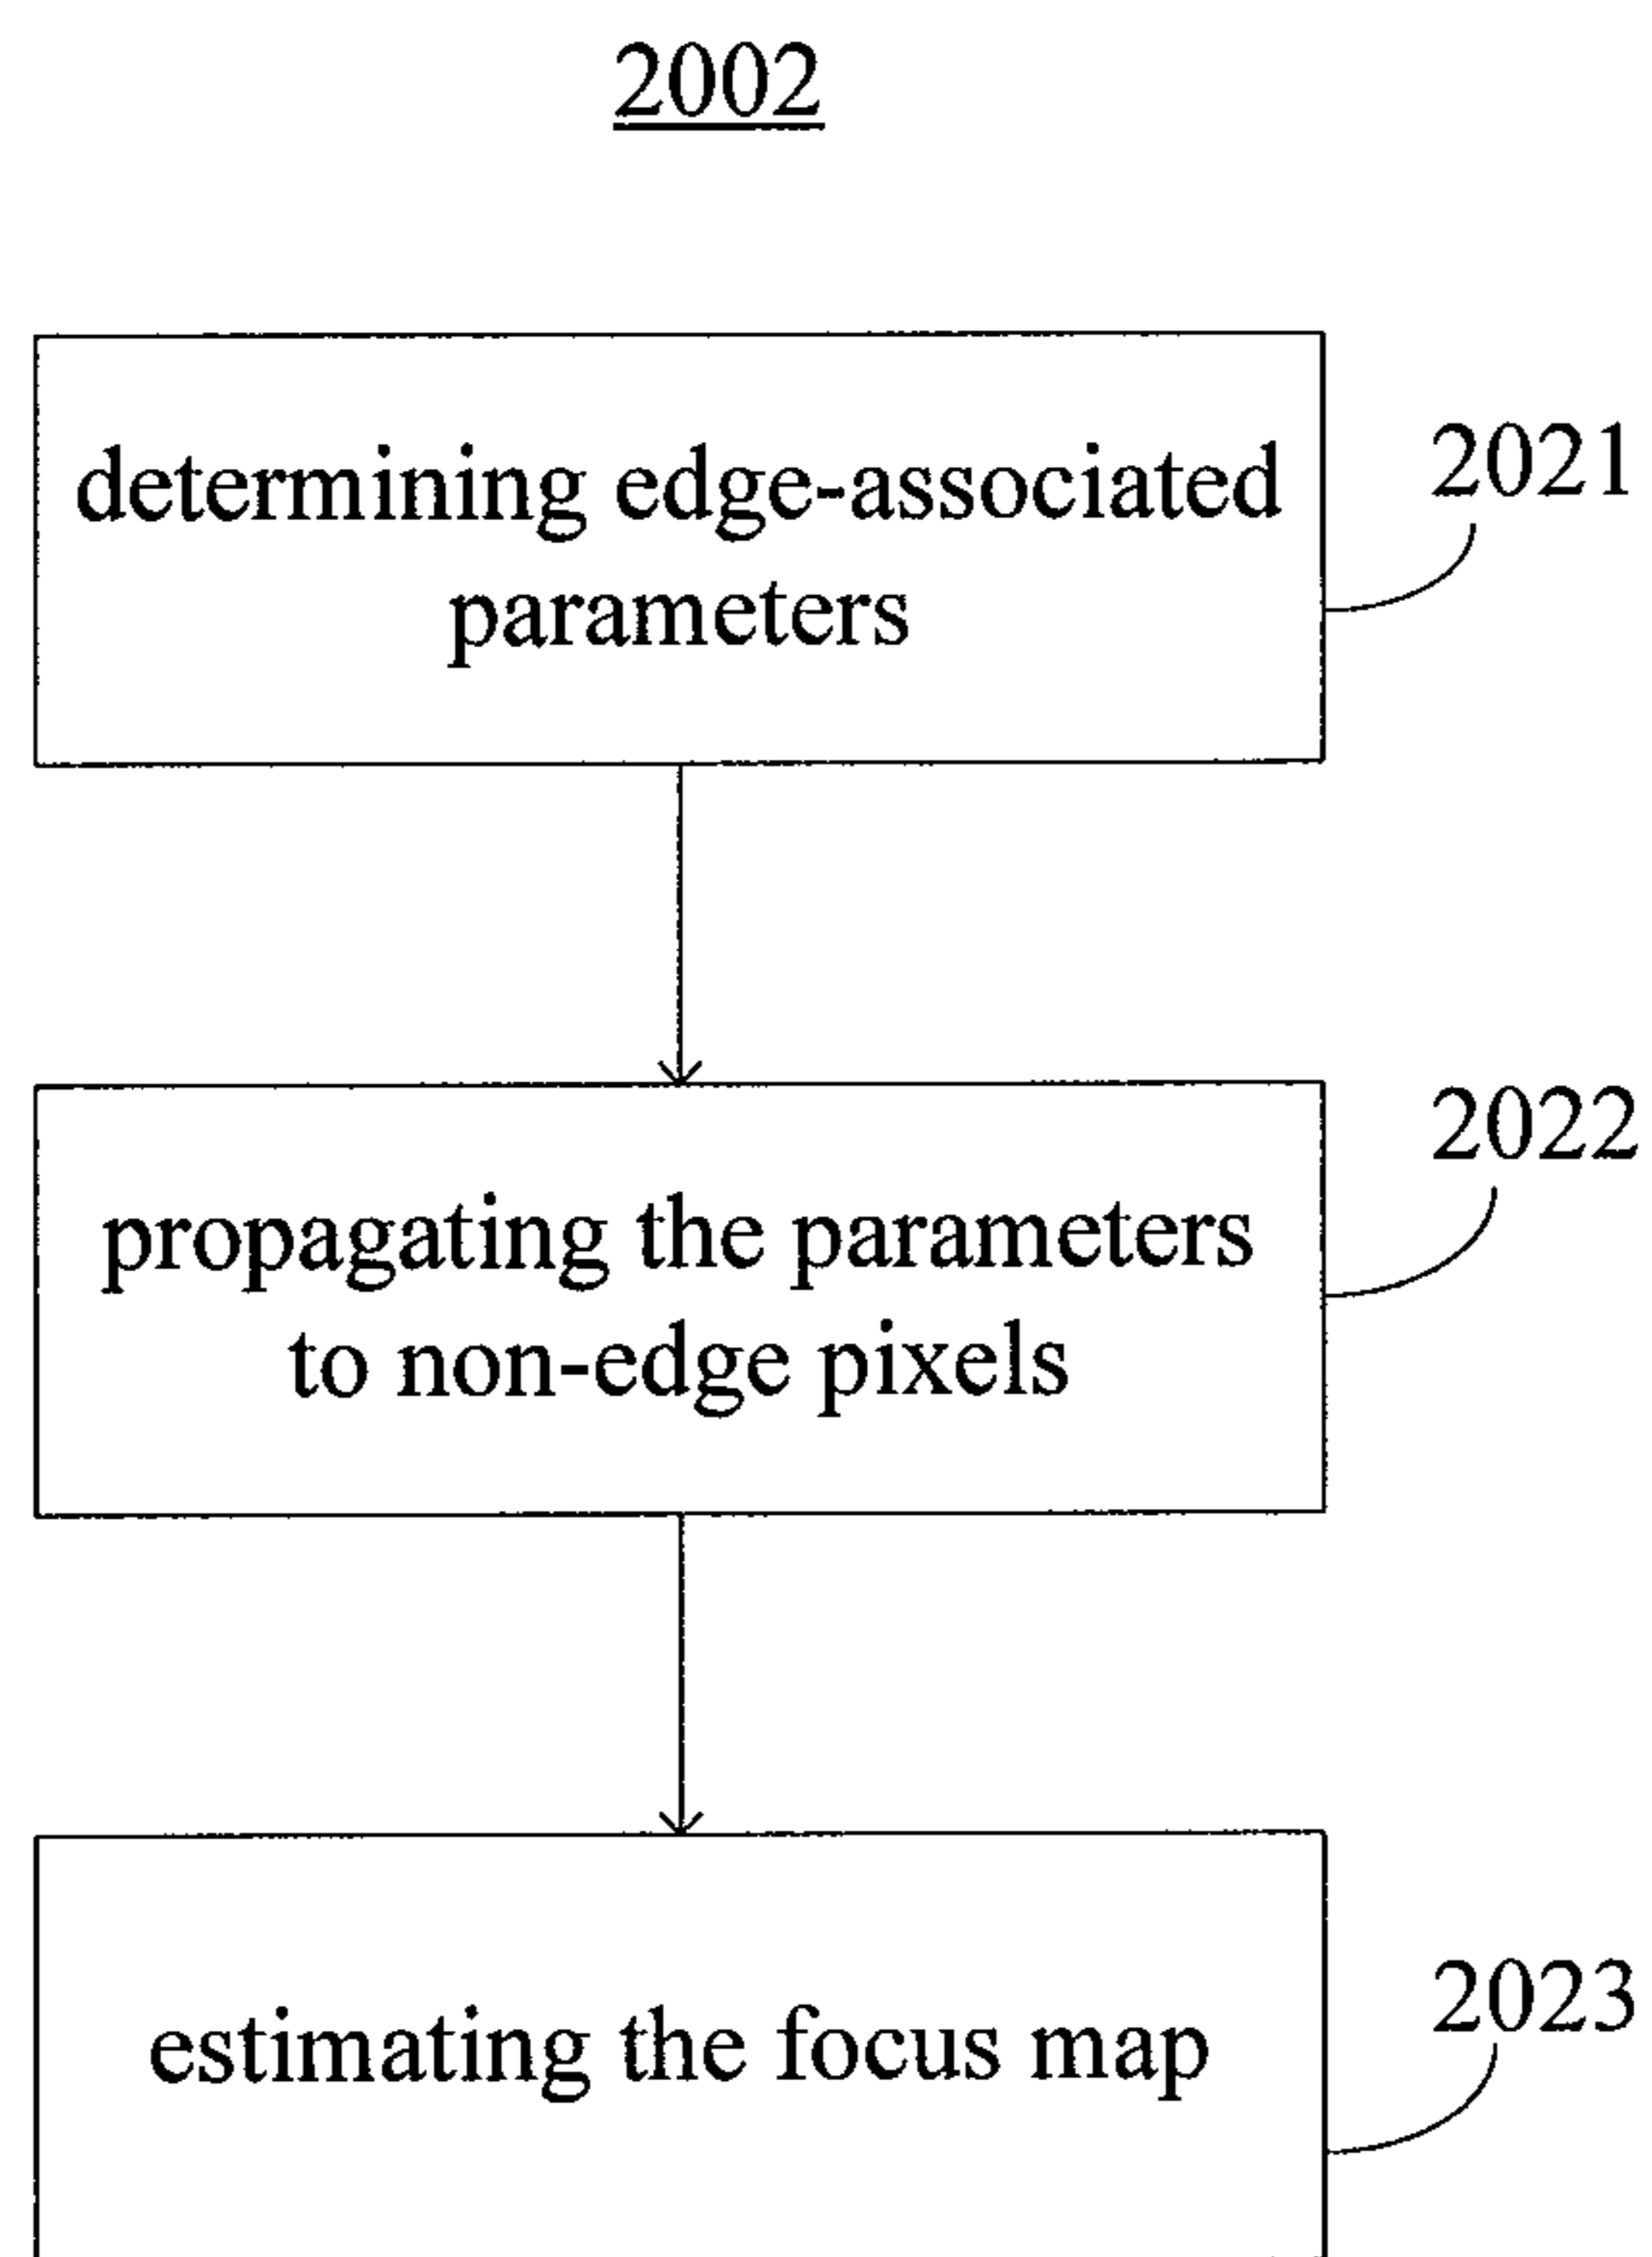 2002
determining edge-associated
parameters
2021
propagating the parameters
to non-edge pixels
2022
estimating the focus map
2023